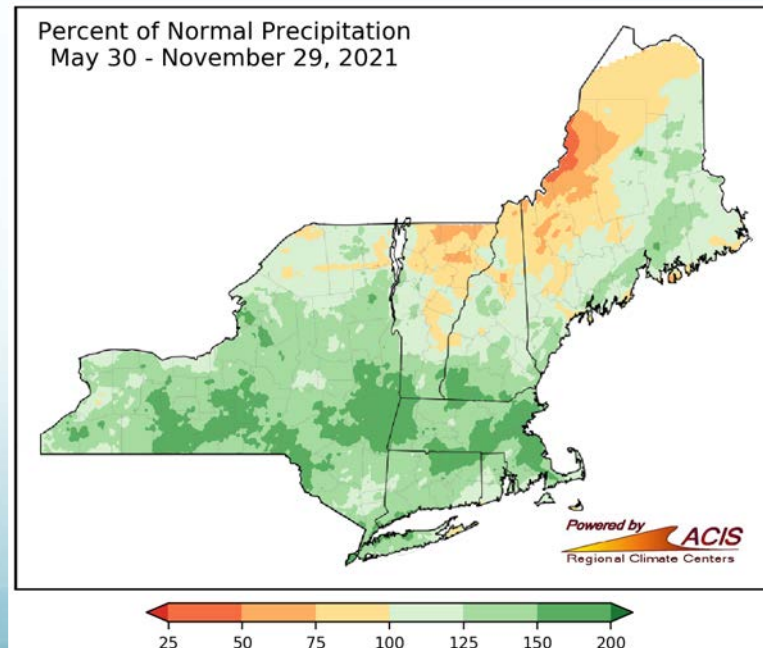 Percent of Normal Precipitation
May 30 - November 29, 2021
Powered by
ACIS
Regional Climate Centers
25 50 75 100 125 150 200